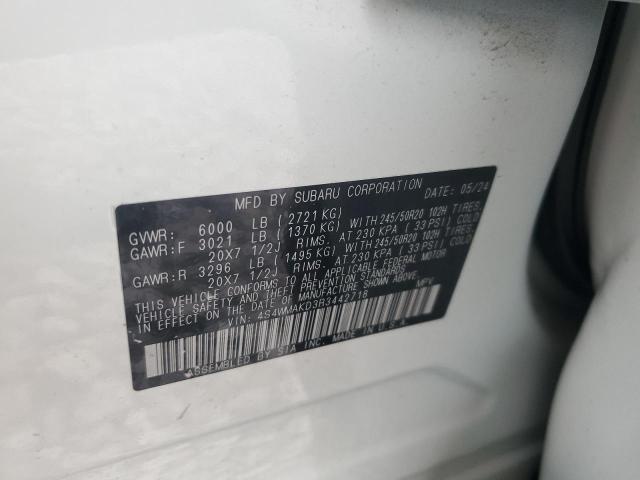 MFD BY SUBARU CORPORATION DATE: 05/24
GVWR: 6000 LB ( 2721 KG)
GAWR:F 3021 LB ( 1370 KG) WITH 245/50R20 102H TIRES,
20X7 1/2J RIMS, AT 230 KPA ( 33 PSI) COLD
GAWR:R 3296 LB ( 1495 KG) WITH 245/50R20 102H TIRES,
20X7 1/2J RIMS, AT 230 KPA ( 33 PSI) COLD
THIS VEHICLE CONFORMS TO ALL APPLICABLE FEDERAL MOTOR
VEHICLE SAFETY, BUMPER, AND THEFT PREVENTION STANDARDS
IN EFFECT ON THE DATE OF MANUFACTURE SHOWN ABOVE.
VIN: 4S4WMAKD3R3442718 MPV
ASSEMBLED BY SIA INC. MADE IN U.S.A.